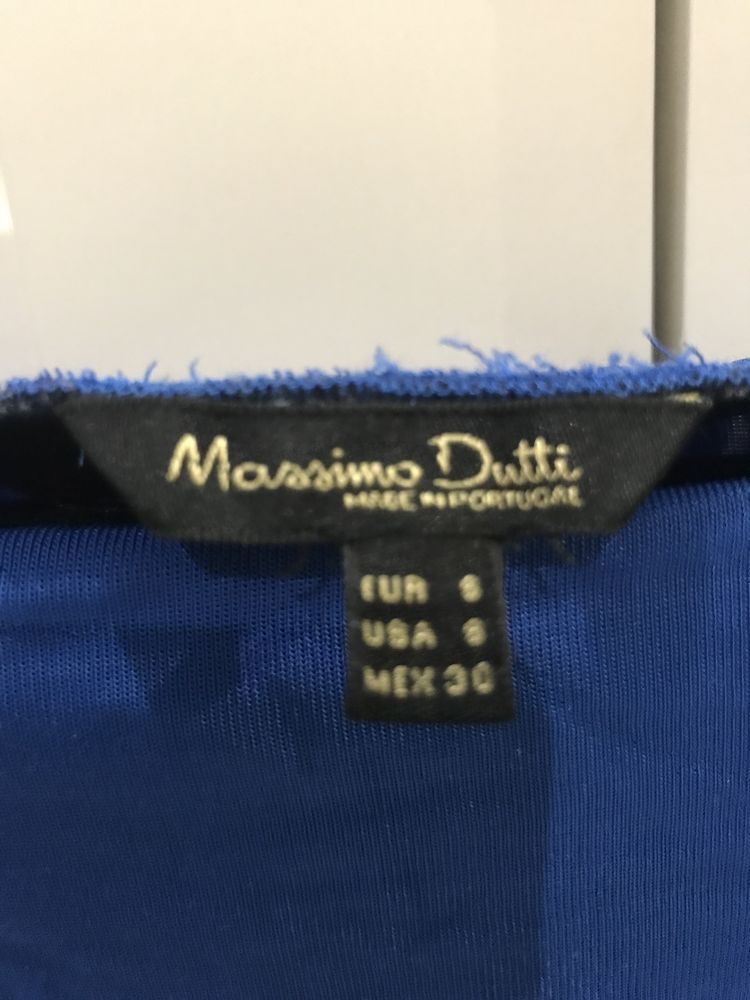 Massimo Dutti
MADE IN PORTUGAL
EUR S
USA S
MEX 30